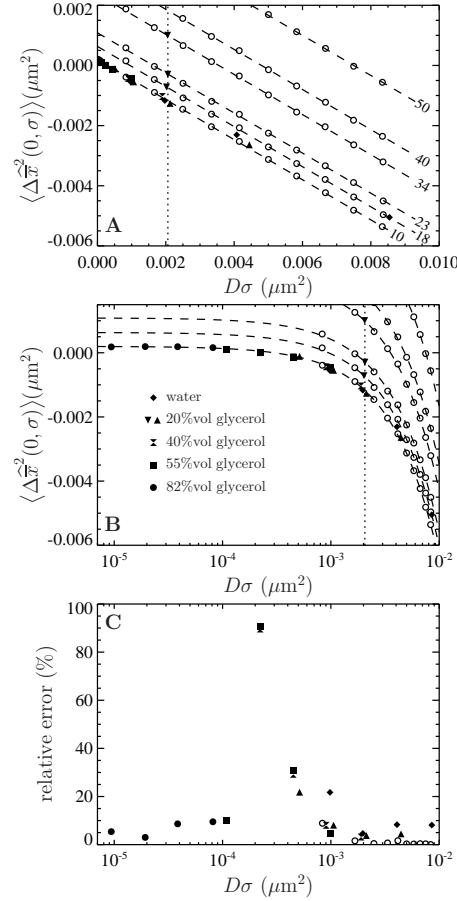 0.002
0.000
-0.002
-0.004
-0.006
⟨Δx̂̄²(0, σ)⟩(μm²)
A
50
40
34
23
18
10
0.000 0.002 0.004 0.006 0.008 0.010
Dσ (μm²)
0.000
-0.002
-0.004
-0.006
⟨Δx̂̄²(0, σ)⟩(μm²)
water
20%vol glycerol
40%vol glycerol
55%vol glycerol
82%vol glycerol
B
10⁻⁵ 10⁻⁴ 10⁻³ 10⁻²
Dσ (μm²)
100
80
60
40
20
0
relative error (%)
C
10⁻⁵ 10⁻⁴ 10⁻³ 10⁻²
Dσ (μm²)